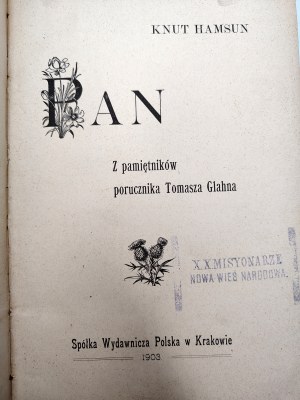 KNUT HAMSUN
PAN
Z pamiętników
porucznika Tomasza Glahna
X.X.MISYONARZE
NOWA WIEŚ NARODOWA.
Spółka Wydawnicza Polska w Krakowie
1903.